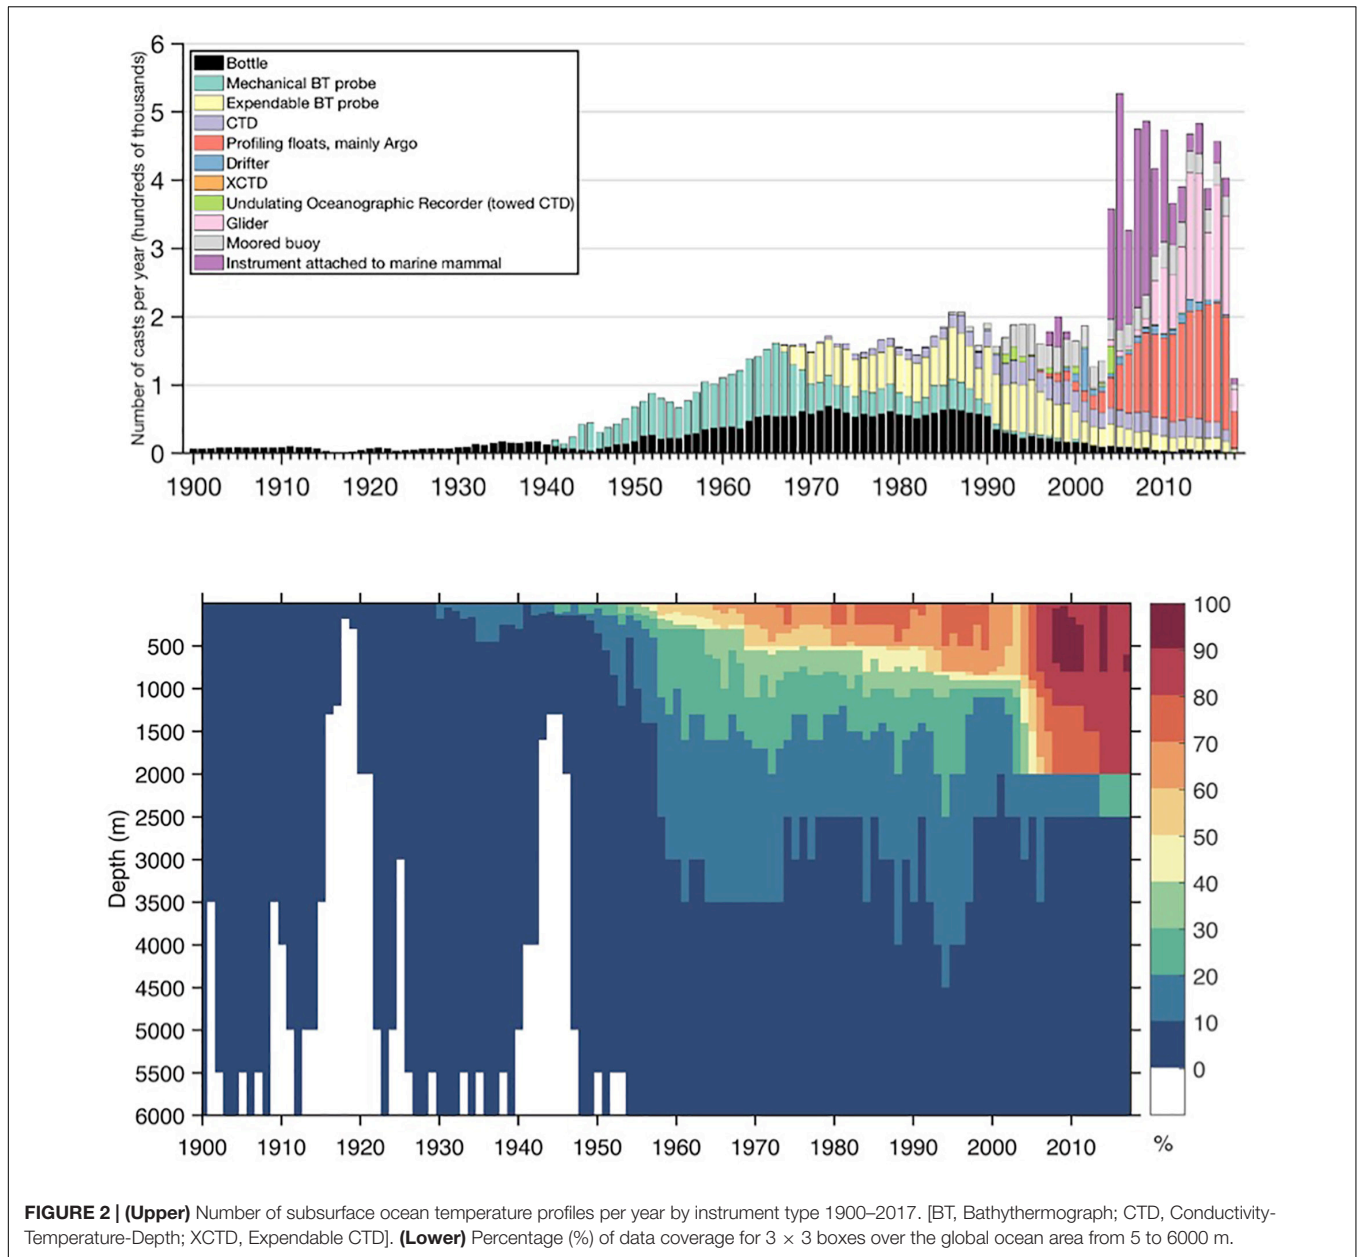 Number of casts per year (hundreds of thousands)
6
5
4
3
2
1
0
Bottle
Mechanical BT probe
Expendable BT probe
CTD
Profiling floats, mainly Argo
Drifter
XCTD
Undulating Oceanographic Recorder (towed CTD)
Glider
Moored buoy
Instrument attached to marine mammal
1900 1910 1920 1930 1940 1950 1960 1970 1980 1990 2000 2010
Depth (m)
500
1000
1500
2000
2500
3000
3500
4000
4500
5000
5500
6000
1900 1910 1920 1930 1940 1950 1960 1970 1980 1990 2000 2010
100
90
80
70
60
50
40
30
20
10
0
%
FIGURE 2 | (Upper) Number of subsurface ocean temperature profiles per year by instrument type 1900–2017. [BT, Bathythermograph; CTD, Conductivity-
Temperature-Depth; XCTD, Expendable CTD]. (Lower) Percentage (%) of data coverage for 3 × 3 boxes over the global ocean area from 5 to 6000 m.